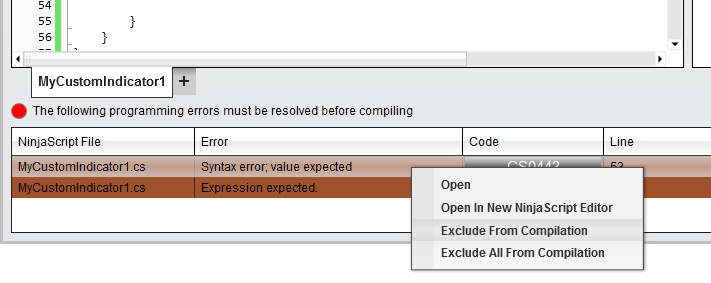 54
55 }
56 }
MyCustomIndicator1 +
The following programming errors must be resolved before compiling
NinjaScript File Error Code Line
MyCustomIndicator1.cs Syntax error; value expected CS0443 53
MyCustomIndicator1.cs Expression expected.
Open
Open In New NinjaScript Editor
Exclude From Compilation
Exclude All From Compilation